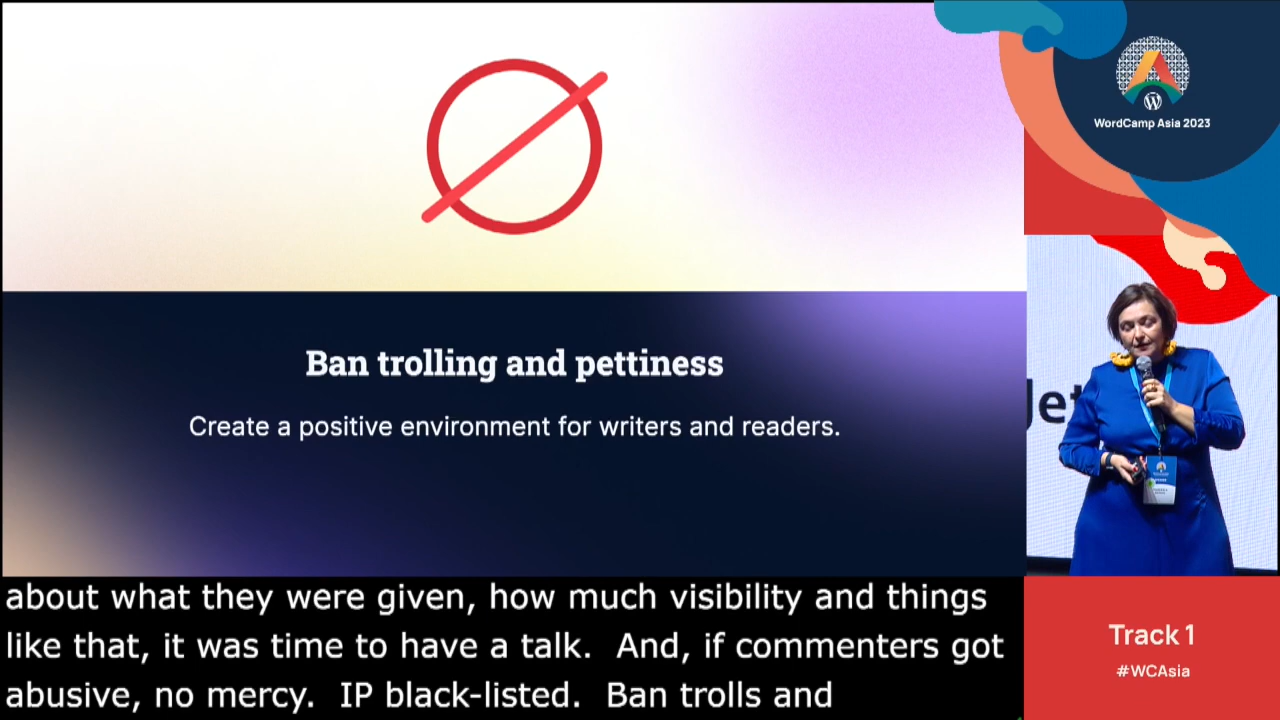 WordCamp Asia 2023
Ban trolling and pettiness
Create a positive environment for writers and readers.
Jet
about what they were given, how much visibility and things
like that, it was time to have a talk.  And, if commenters got
abusive, no mercy.  IP black-listed.  Ban trolls and
Track 1
#WCAsia